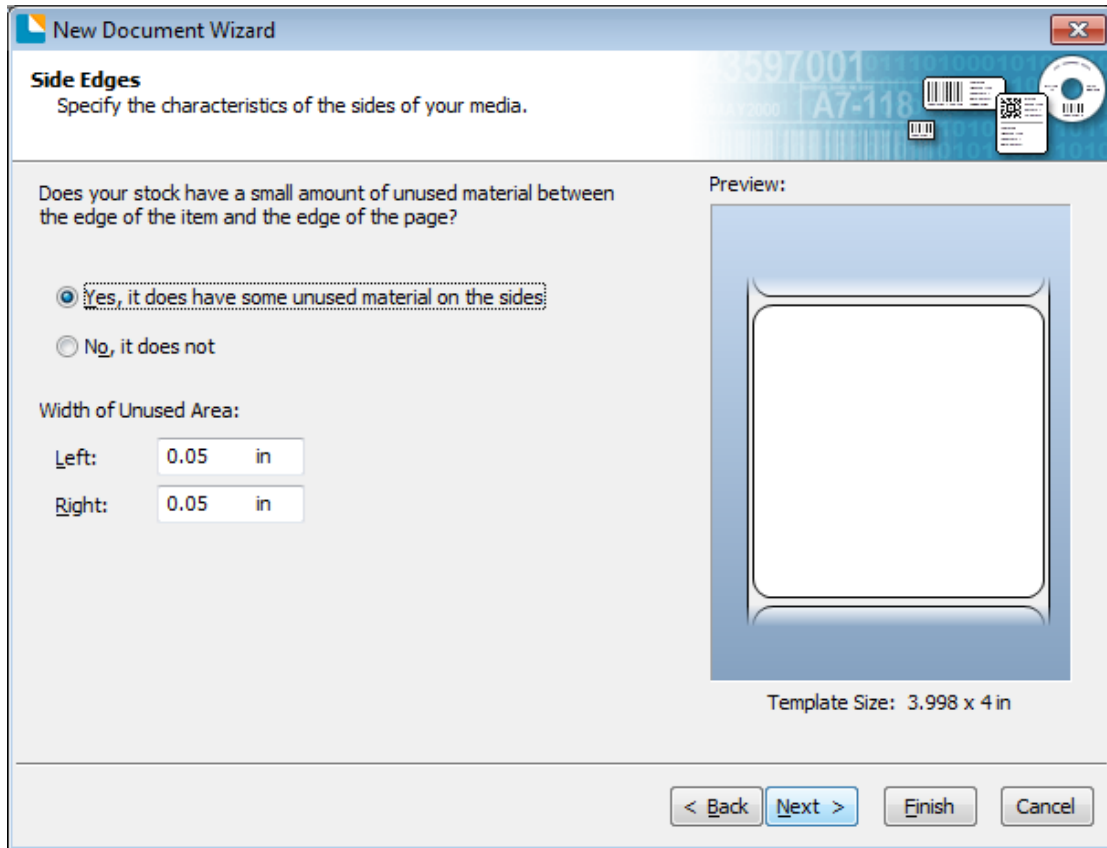 New Document Wizard
Side Edges
Specify the characteristics of the sides of your media.
43597001
A7-118
Does your stock have a small amount of unused material between
the edge of the item and the edge of the page?
Preview:
Yes, it does have some unused material on the sides
No, it does not
Width of Unused Area:
Left: 0.05 in
Right: 0.05 in
Template Size: 3.998 x 4 in
< Back Next > Finish Cancel